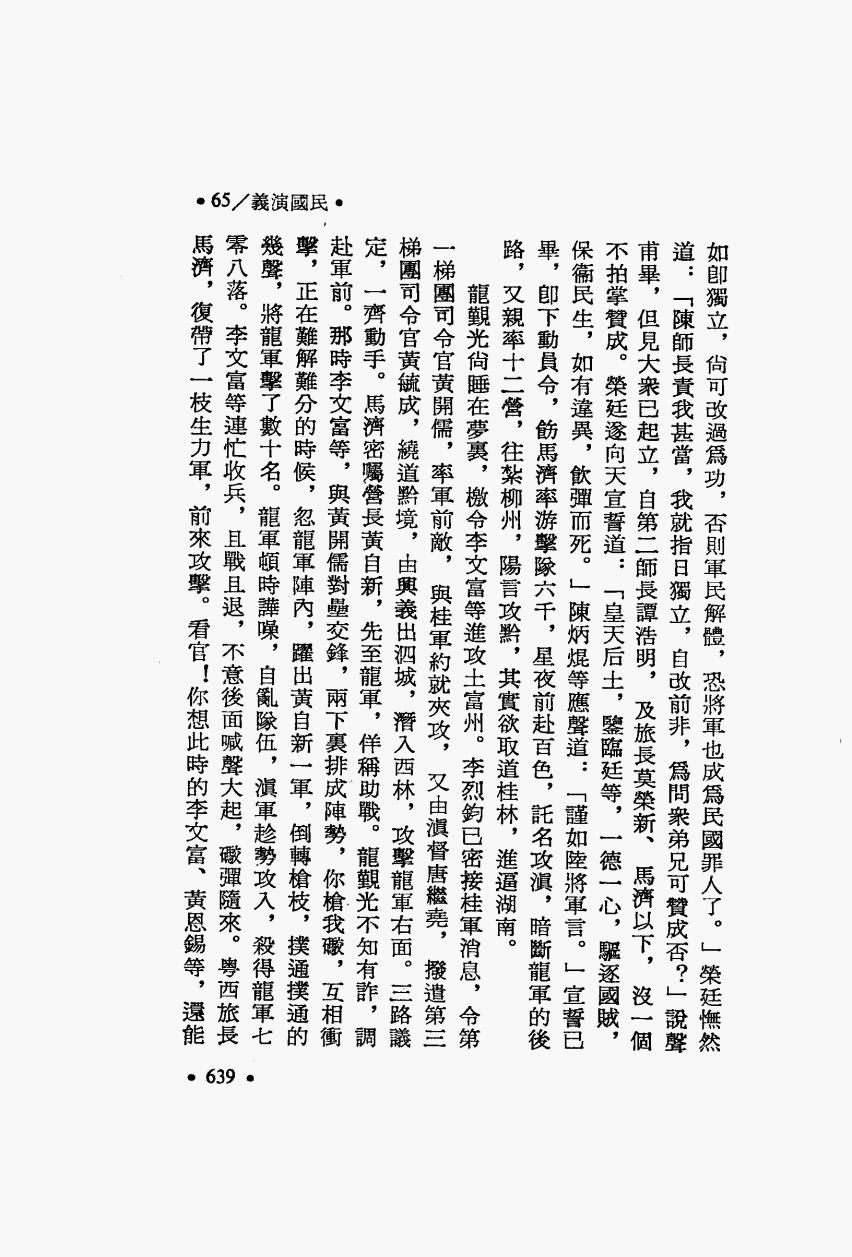 •65／義演國民•
如卽獨立，尙可改過爲功，否則軍民解體，恐將軍也成爲民國罪人了。」榮廷憮然
道：「陳師長責我甚當，我就指日獨立，自改前非，爲問衆弟兄可贊成否？」說聲
甫畢，但見大衆已起立，自第二師長譚浩明，及旅長莫榮新、馬濟以下，沒一個
不拍掌贊成。榮廷遂向天宣誓道：「皇天后土，鑒臨廷等，一德一心，驅逐國賊，
保衞民生，如有違異，飮彈而死。」陳炳焜等應聲道：「謹如陸將軍言。」宣誓已
畢，卽下動員令，飭馬濟率游擊隊六千，星夜前赴百色，託名攻滇，暗斷龍軍的後
路，又親率十二營，往紮柳州，陽言攻黔，其實欲取道桂林，進逼湖南。
龍覲光尙睡在夢裏，檄令李文富等進攻土富州。李烈鈞已密接桂軍消息，令第
一梯團司令官黃開儒，率軍前敵，與桂軍約就夾攻，又由滇督唐繼堯，撥遣第三
梯團司令官黃毓成，繞道黔境，由興義出泗城，潛入西林，攻擊龍軍右面。三路議
定，一齊動手。馬濟密囑營長黃自新，先至龍軍，佯稱助戰。龍覲光不知有詐，調
赴軍前。那時李文富等，與黃開儒對壘交鋒，兩下裏排成陣勢，你槍我礮，互相衝
擊，正在難解難分的時候，忽龍軍陣內，躍出黃自新一軍，倒轉槍枝，撲通撲通的
幾聲，將龍軍擊了數十名。龍軍頓時譁噪，自亂隊伍，滇軍趁勢攻入，殺得龍軍七
零八落。李文富等連忙收兵，且戰且退，不意後面喊聲大起，礮彈隨來。粵西旅長
馬濟，復帶了一枝生力軍，前來攻擊。看官！你想此時的李文富、黃恩錫等，還能
•639•